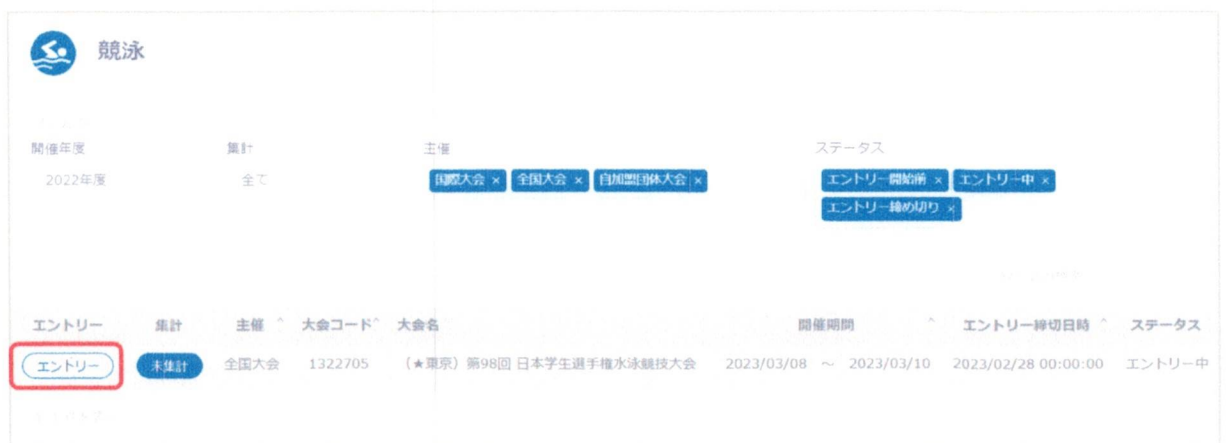 競泳
開催年度 集計 主催 ステータス
2022年度 全て 国際大会 × 全国大会 × 自加盟団体大会 × エントリー開始前 × エントリー中 ×
エントリー締め切り ×
エントリー 集計 主催 ^ 大会コード ^ 大会名 開催期間 ^ エントリー締切日時 ^ ステータス
エントリー 未集計 全国大会 1322705 (★東京) 第98回 日本学生選手権水泳競技大会 2023/03/08 ～ 2023/03/10 2023/02/28 00:00:00 エントリー中